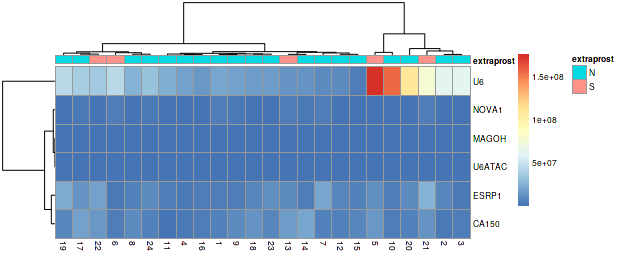 extraprost
U6
NOVA1
MAGOH
U6ATAC
ESRP1
CA150
19 17 22 6 8 24 11 4 16 1 9 18 23 13 14 7 12 15 5 10 20 21 2 3
1.5e+08
1e+08
5e+07
extraprost
N
S